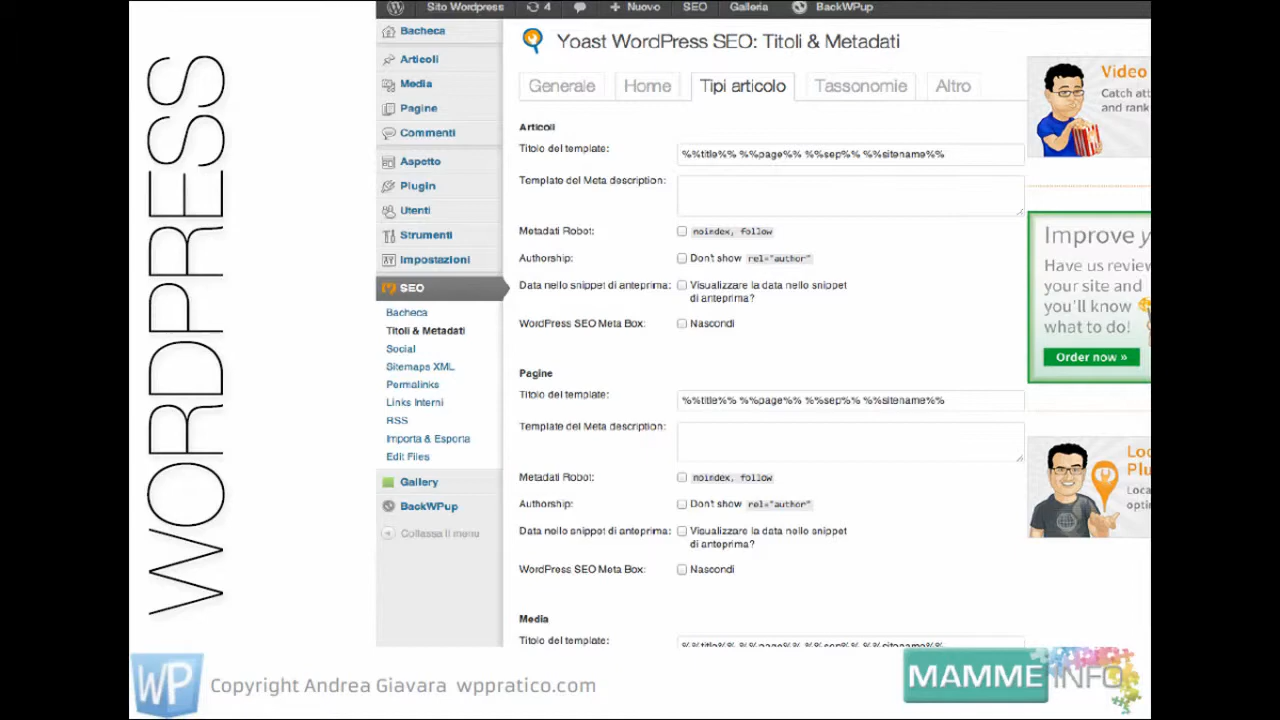 WORDPRESS
Sito Wordpress 4 Nuovo SEO Galleria BackWPup
Bacheca
Articoli
Media
Pagine
Commenti
Aspetto
Plugin
Utenti
Strumenti
Impostazioni
SEO
Bacheca
Titoli & Metadati
Social
Sitemaps XML
Permalinks
Links Interni
RSS
Importa & Esporta
Edit Files
Gallery
BackWPup
Collassa il menu
Yoast WordPress SEO: Titoli & Metadati
Generale Home Tipi articolo Tassonomie Altro
Articoli
Titolo del template: %%title%% %%page%% %%sep%% %%sitename%%
Template del Meta description:
Metadati Robot: noindex, follow
Authorship: Don't show rel="author"
Data nello snippet di anteprima: Visualizzare la data nello snippet
di anteprima?
WordPress SEO Meta Box: Nascondi
Pagine
Titolo del template: %%title%% %%page%% %%sep%% %%sitename%%
Template del Meta description:
Metadati Robot: noindex, follow
Authorship: Don't show rel="author"
Data nello snippet di anteprima: Visualizzare la data nello snippet
di anteprima?
WordPress SEO Meta Box: Nascondi
Media
Titolo del template: %%title%% %%page%% %%sep%% %%sitename%%
Video
Catch att
and rank
Improve y
Have us revie
your site and
you'll know
what to do!
Order now »
Loc
Plu
Loca
optin
WP Copyright Andrea Giavara wppratico.com
MAMMEINFO